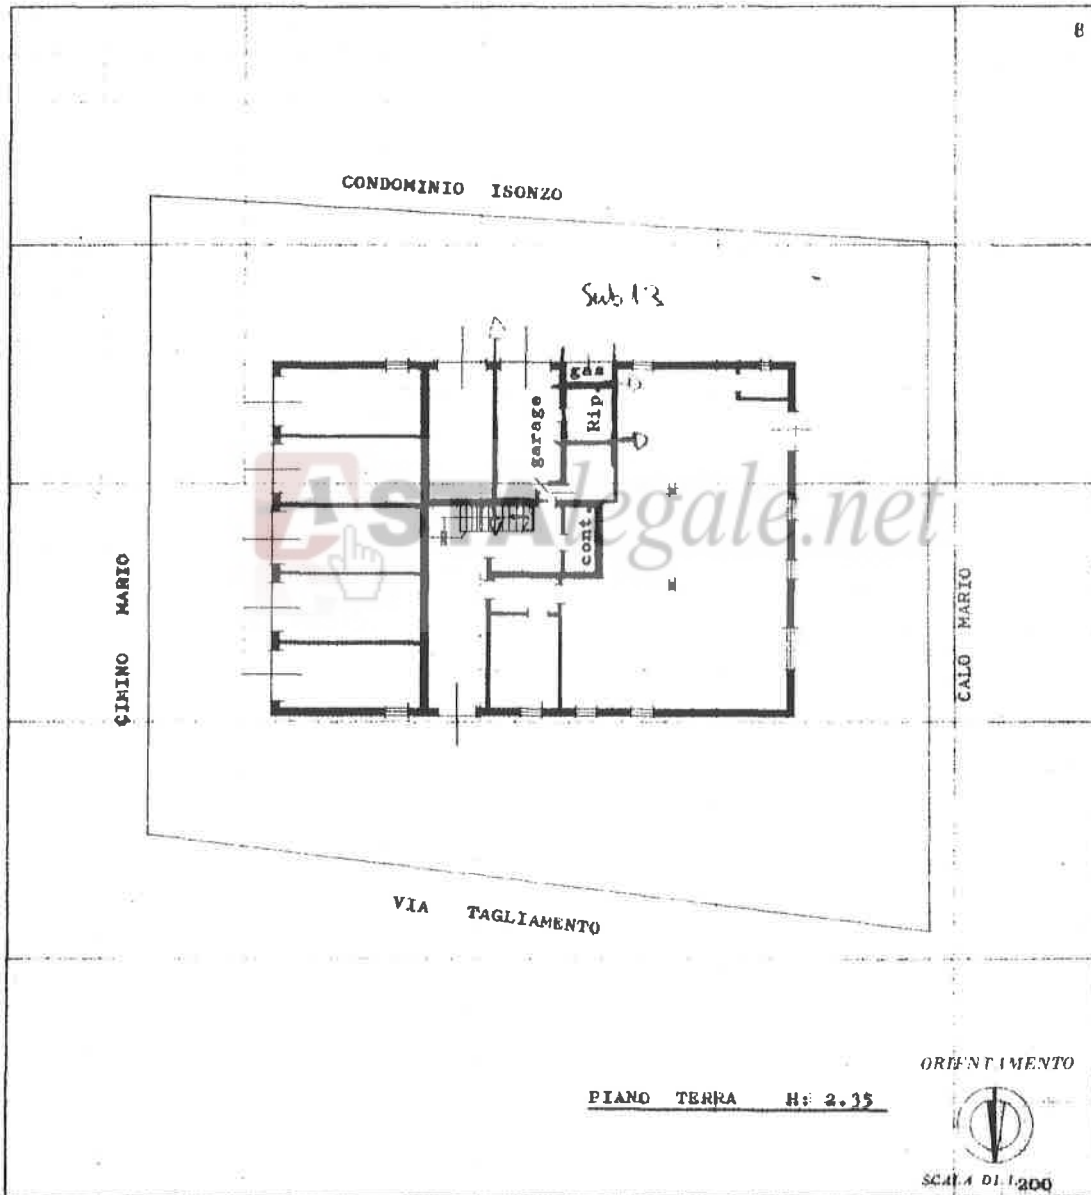 8
CONDOMINIO ISONZO
Sub 13
gas
Rip.
garage
cont.
ASTAlegale.net
CIMINO MARIO
CALO MARIO
VIA TAGLIAMENTO
PIANO TERRA H: 2.35
ORIENTAMENTO
SCALA DI 1:200